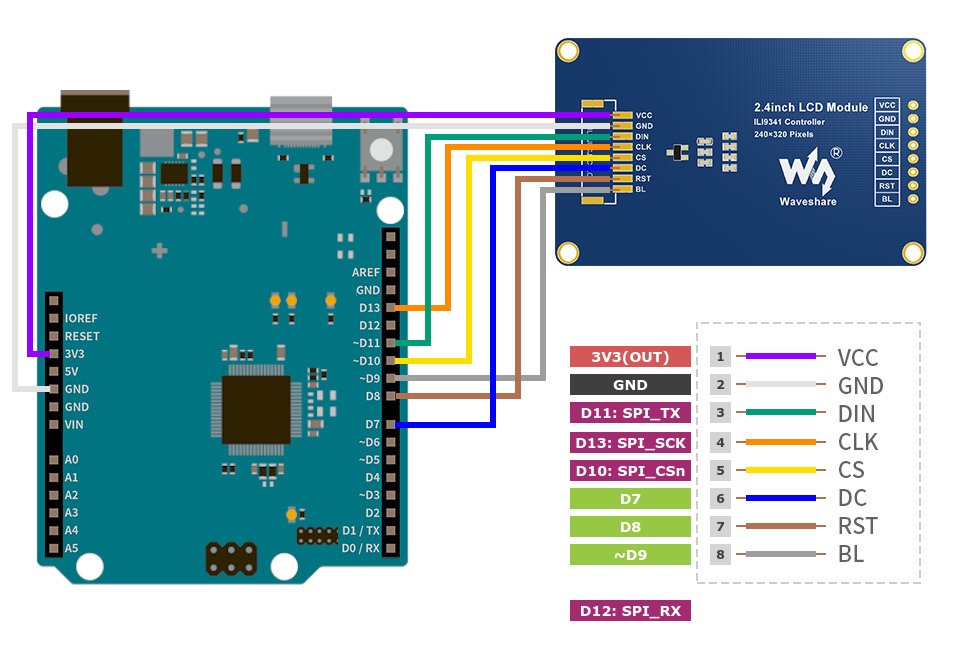 VCC
GND
DIN
CLK
CS
DC
RST
BL
2.4inch LCD Module
ILI9341 Controller
240×320 Pixels
®
Waveshare
VCC
GND
DIN
CLK
CS
DC
RST
BL
IOREF
RESET
3V3
5V
GND
GND
VIN
A0
A1
A2
A3
A4
A5
AREF
GND
D13
D12
~D11
~D10
~D9
D8
D7
~D6
~D5
D4
~D3
D2
D1 / TX
D0 / RX
3V3(OUT) 1 VCC
GND 2 GND
D11: SPI_TX 3 DIN
D13: SPI_SCK 4 CLK
D10: SPI_CSn 5 CS
D7 6 DC
D8 7 RST
~D9 8 BL
D12: SPI_RX